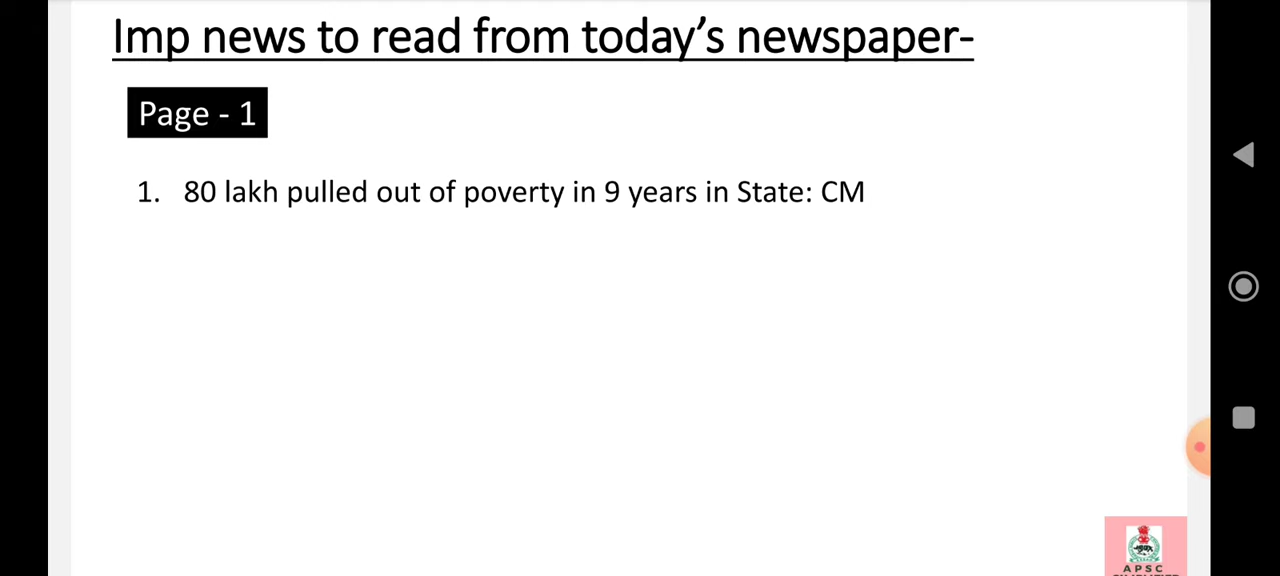 Imp news to read from today's newspaper-
Page - 1
1. 80 lakh pulled out of poverty in 9 years in State: CM
APSC